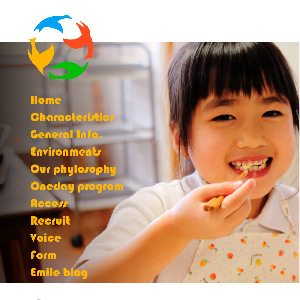 Home
Characteristics
General Info.
Environments
Our phylosophy
Oneday program
Access
Recruit
Voice
Form
Emile blog